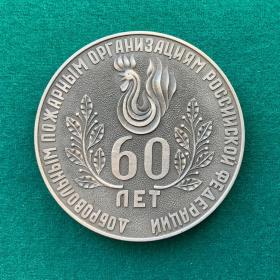 ДОБРОВОЛЬНЫМ ПОЖАРНЫМ ОРГАНИЗАЦИЯМ РОССИЙСКОЙ ФЕДЕРАЦИИ
60
ЛЕТ